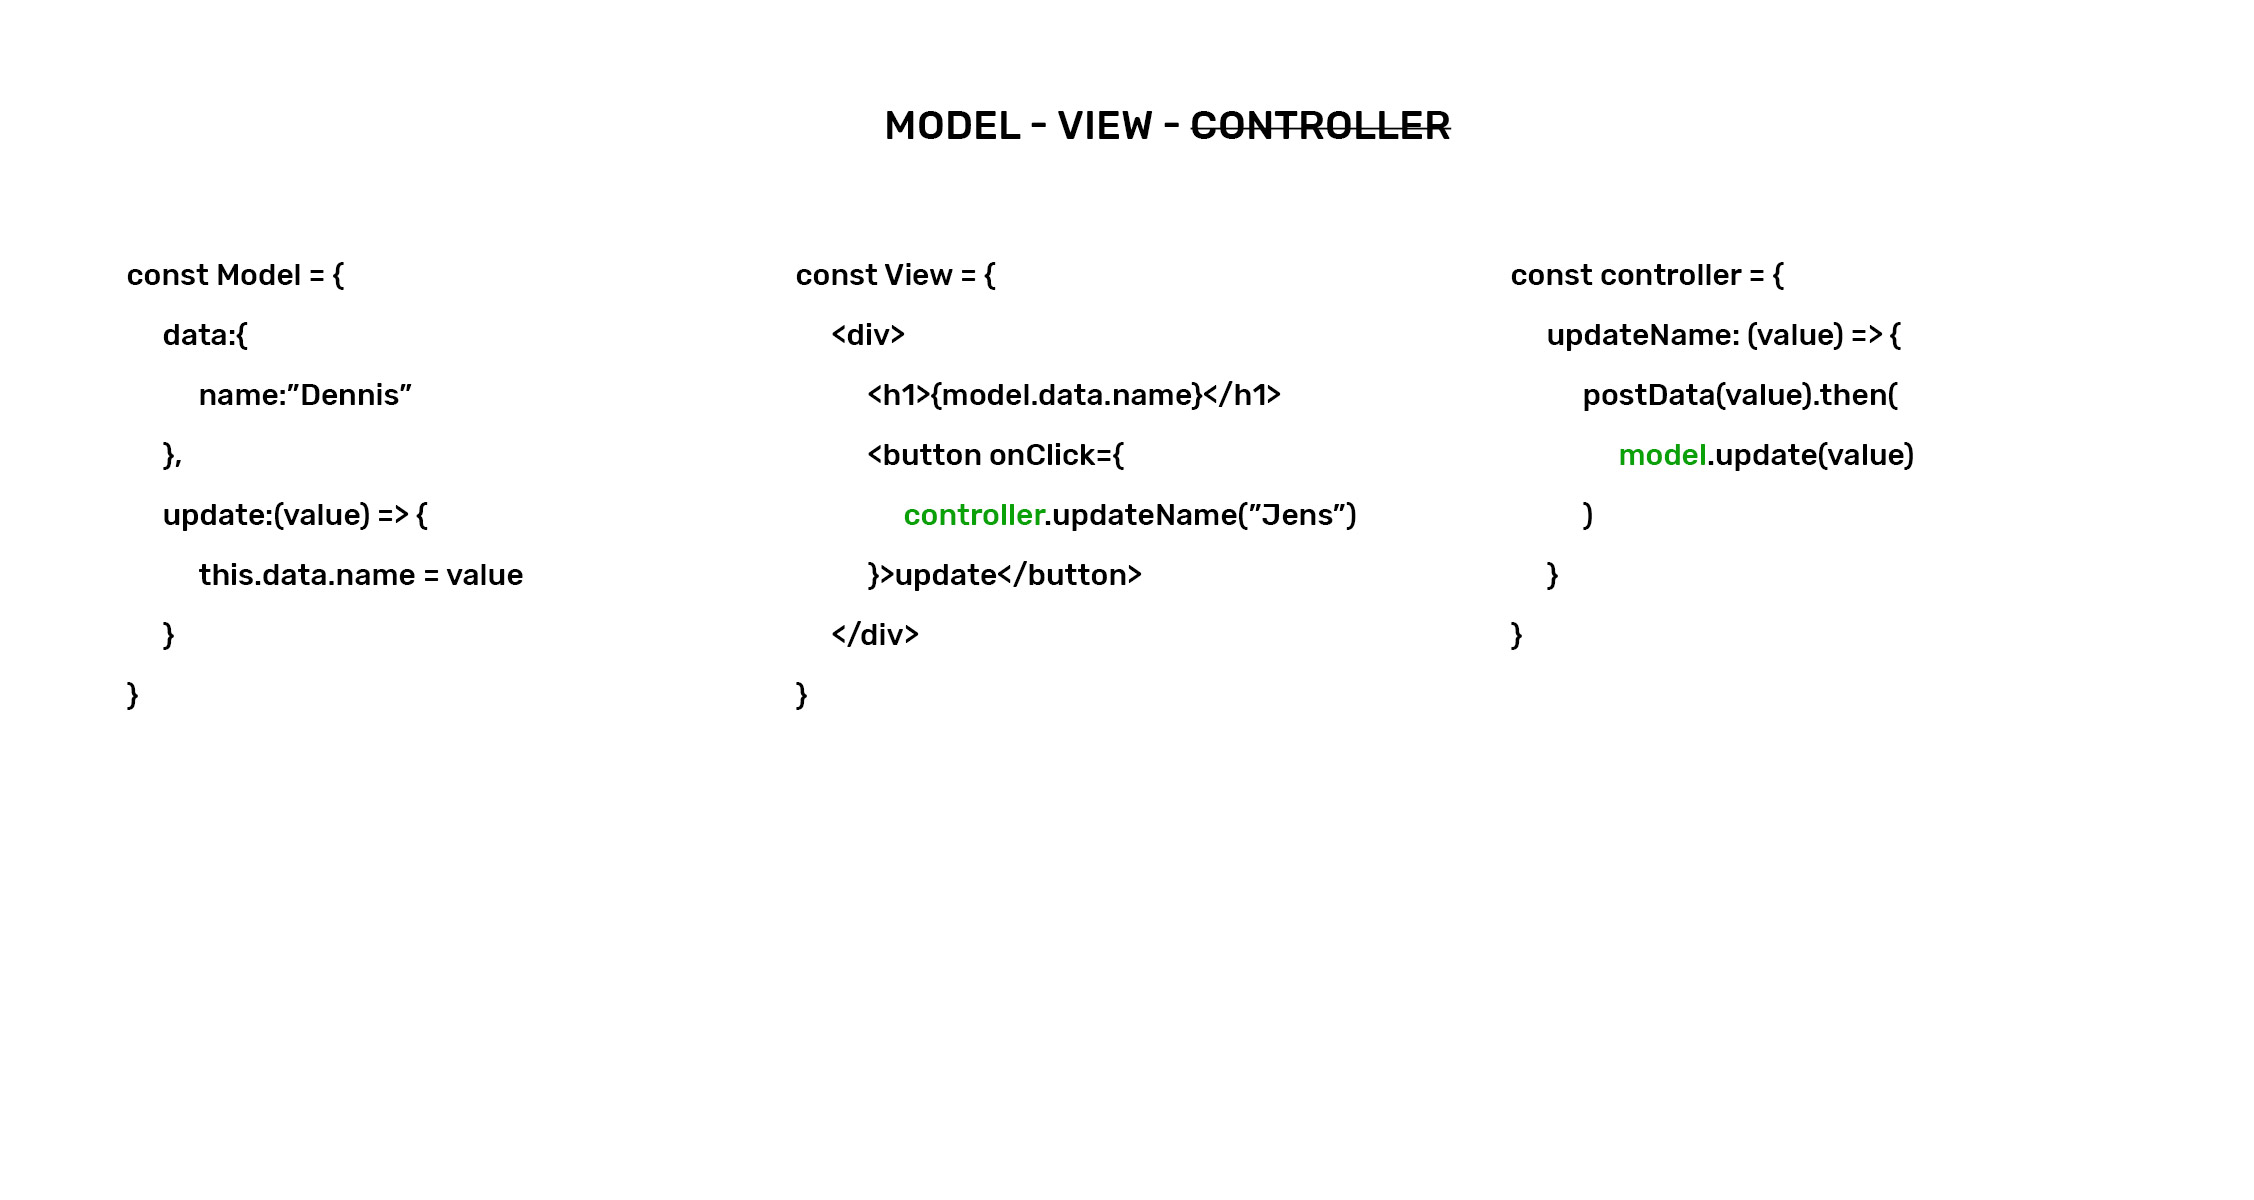 MODEL - VIEW - CONTROLLER
const Model = {
data:{
name:”Dennis”
},
update:(value) => {
this.data.name = value
}
}
const View = {
<div>
<h1>{model.data.name}</h1>
<button onClick={
controller.updateName(”Jens”)
}>update</button>
</div>
}
const controller = {
updateName: (value) => {
postData(value).then(
model.update(value)
)
}
}